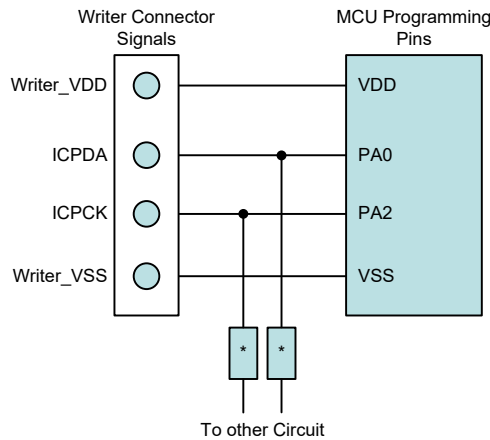 Writer Connector
Signals
MCU Programming
Pins
Writer_VDD
VDD
ICPDA
PA0
ICPCK
PA2
Writer_VSS
VSS
*
*
To other Circuit